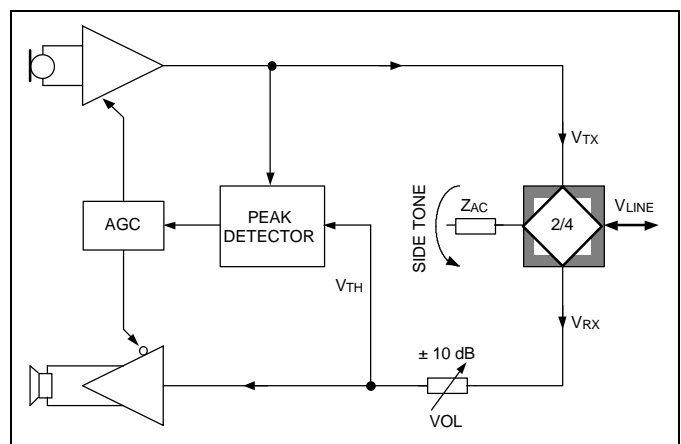 VTX
AGC
PEAK
DETECTOR
SIDE TONE
ZAC
2/4
VLINE
VTH
VRX
± 10 dB
VOL